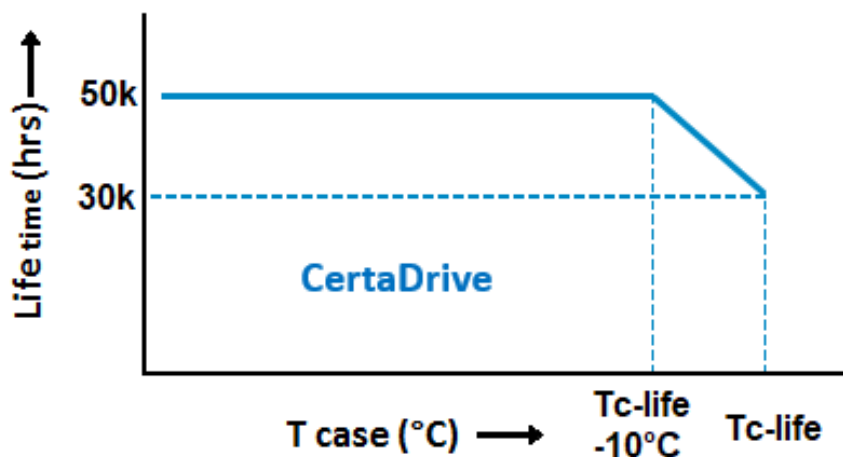 Life time (hrs)
50k
30k
CertaDrive
T case (°C)
Tc-life
-10°C
Tc-life